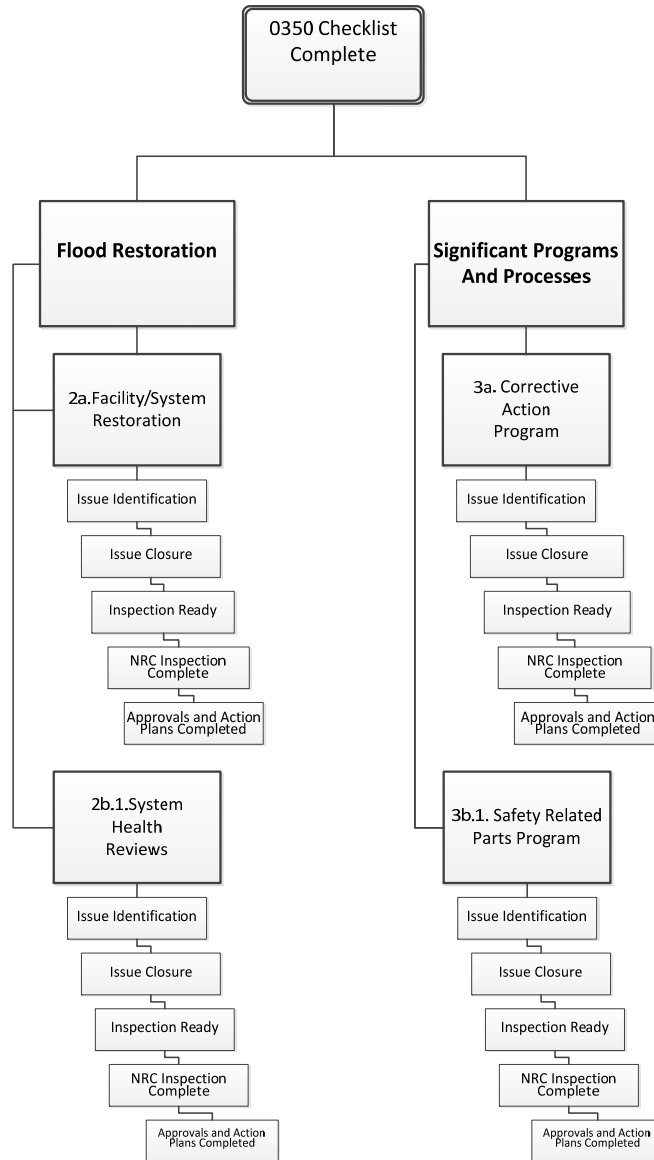 0350 Checklist
Complete
Flood Restoration
2a.Facility/System
Restoration
Issue Identification
Issue Closure
Inspection Ready
NRC Inspection
Complete
Approvals and Action
Plans Completed
2b.1.System
Health
Reviews
Issue Identification
Issue Closure
Inspection Ready
NRC Inspection
Complete
Approvals and Action
Plans Completed
Significant Programs
And Processes
3a. Corrective
Action
Program
Issue Identification
Issue Closure
Inspection Ready
NRC Inspection
Complete
Approvals and Action
Plans Completed
3b.1. Safety Related
Parts Program
Issue Identification
Issue Closure
Inspection Ready
NRC Inspection
Complete
Approvals and Action
Plans Completed